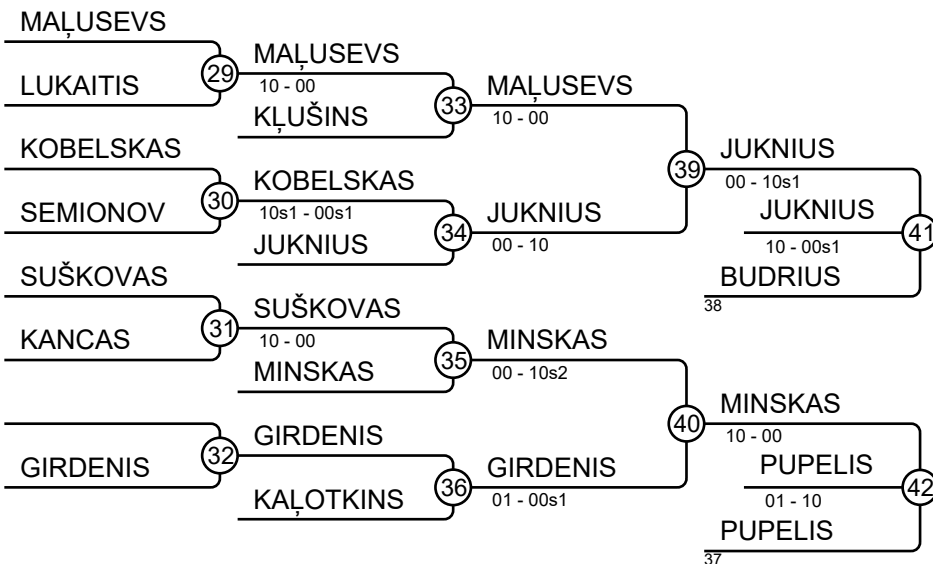 MAĻUSEVS
LUKAITIS
29
KOBELSKAS
SEMIONOV
30
SUŠKOVAS
KANCAS
31
GIRDENIS
32
MAĻUSEVS
10 - 00
KĻUŠINS
33
KOBELSKAS
10s1 - 00s1
JUKNIUS
34
SUŠKOVAS
10 - 00
MINSKAS
35
GIRDENIS
KAĻOTKINS
36
MAĻUSEVS
10 - 00
JUKNIUS
00 - 10
39
MINSKAS
00 - 10s2
GIRDENIS
01 - 00s1
40
JUKNIUS
00 - 10s1
JUKNIUS
10 - 00s1
BUDRIUS
38
41
MINSKAS
10 - 00
PUPELIS
01 - 10
PUPELIS
37
42